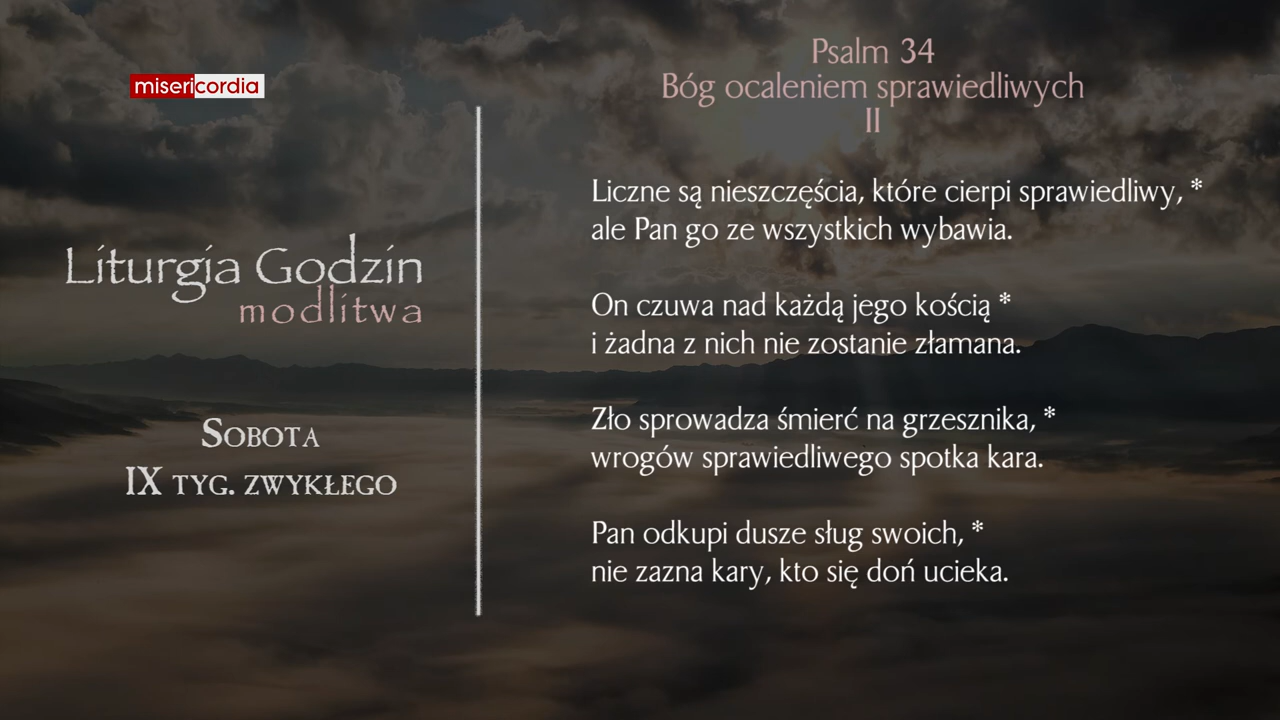 misericordia
Liturgia Godzin
modlitwa
Sobota
IX tyg. zwykłego
Psalm 34
Bóg ocaleniem sprawiedliwych
II
Liczne są nieszczęścia, które cierpi sprawiedliwy, *
ale Pan go ze wszystkich wybawia.
On czuwa nad każdą jego kością *
i żadna z nich nie zostanie złamana.
Zło sprowadza śmierć na grzesznika, *
wrogów sprawiedliwego spotka kara.
Pan odkupi dusze sług swoich, *
nie zazna kary, kto się doń ucieka.